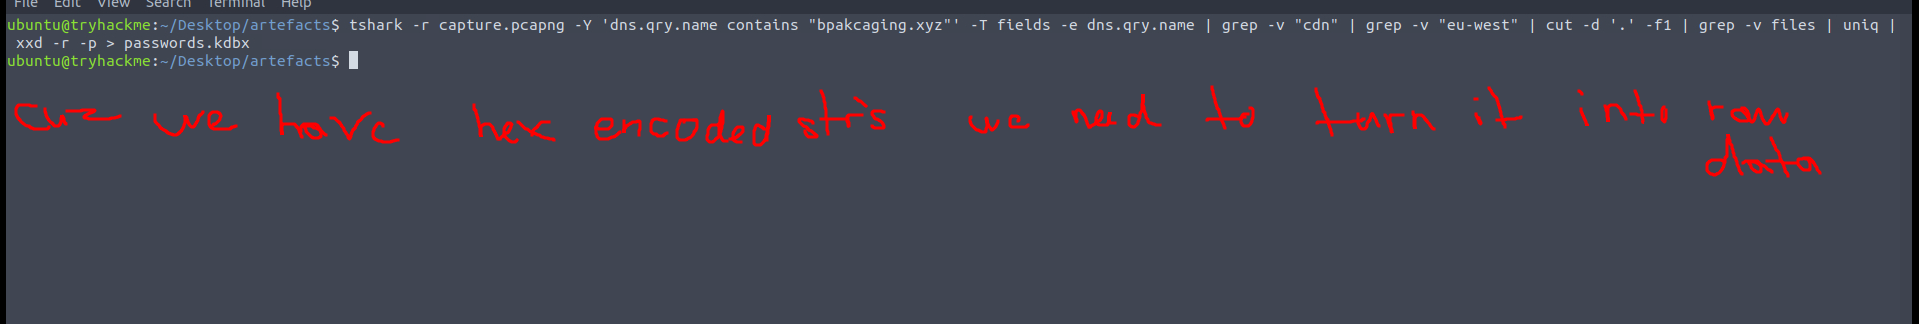 File Edit View Search Terminal Help
ubuntu@tryhackme:~/Desktop/artefacts$ tshark -r capture.pcapng -Y 'dns.qry.name contains "bpakcaging.xyz"' -T fields -e dns.qry.name | grep -v "cdn" | grep -v "eu-west" | cut -d '.' -f1 | grep -v files | uniq |
xxd -r -p > passwords.kdbx
ubuntu@tryhackme:~/Desktop/artefacts$
cuz we have hex encoded str's we need to turn it into raw
data